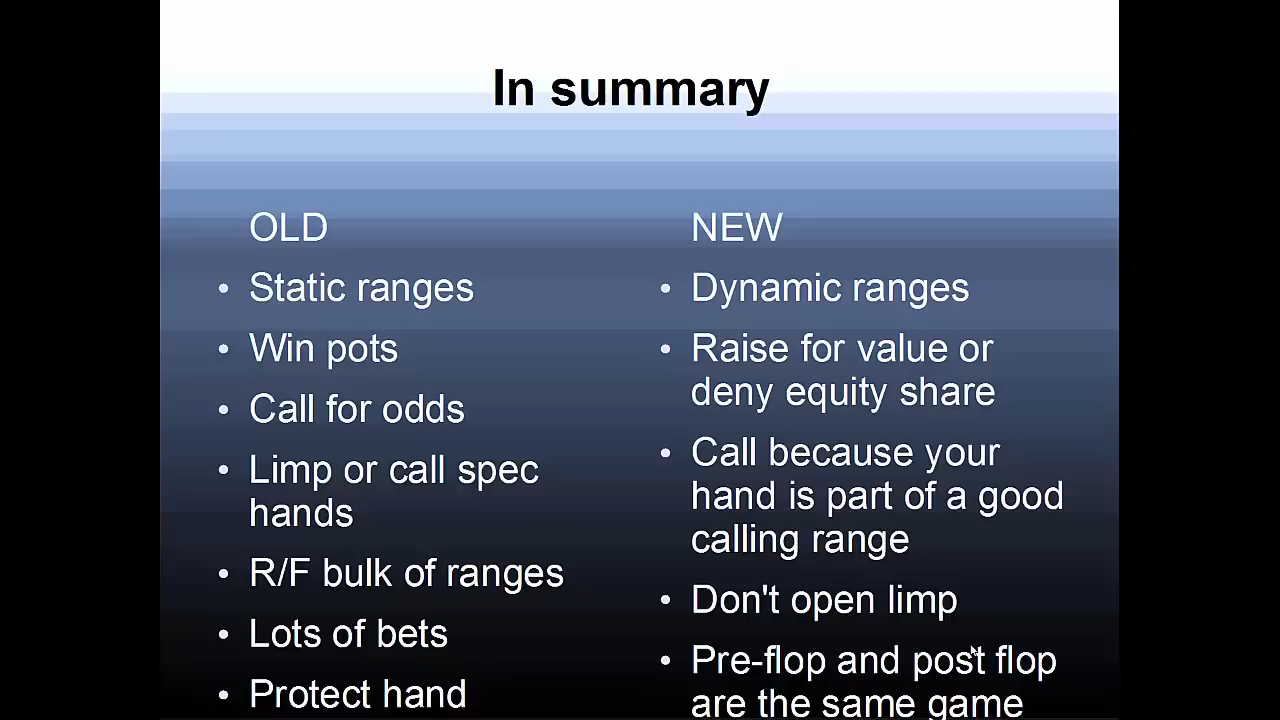 In summary
OLD
Static ranges
Win pots
Call for odds
Limp or call spec
hands
R/F bulk of ranges
Lots of bets
Protect hand
NEW
Dynamic ranges
Raise for value or
deny equity share
Call because your
hand is part of a good
calling range
Don't open limp
Pre-flop and post flop
are the same game